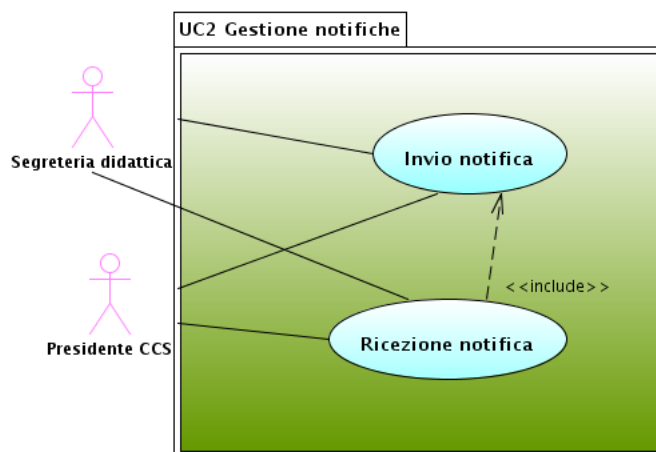 UC2 Gestione notifiche
Segreteria didattica
Invio notifica
<<include>>
Presidente CCS
Ricezione notifica